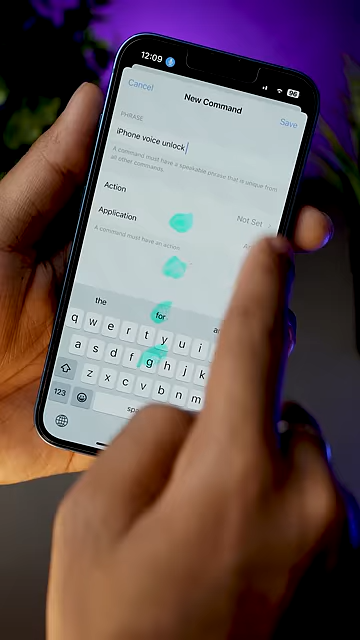 12:09
96
Cancel
New Command
Save
PHRASE
iPhone voice unlock
A command must have a speakable phrase that is unique from
all other commands.
Action
Not Set
Application
A command must have an action.
the
for
q w e r t y u i
a s d f g h j k
z x c v b n m
123